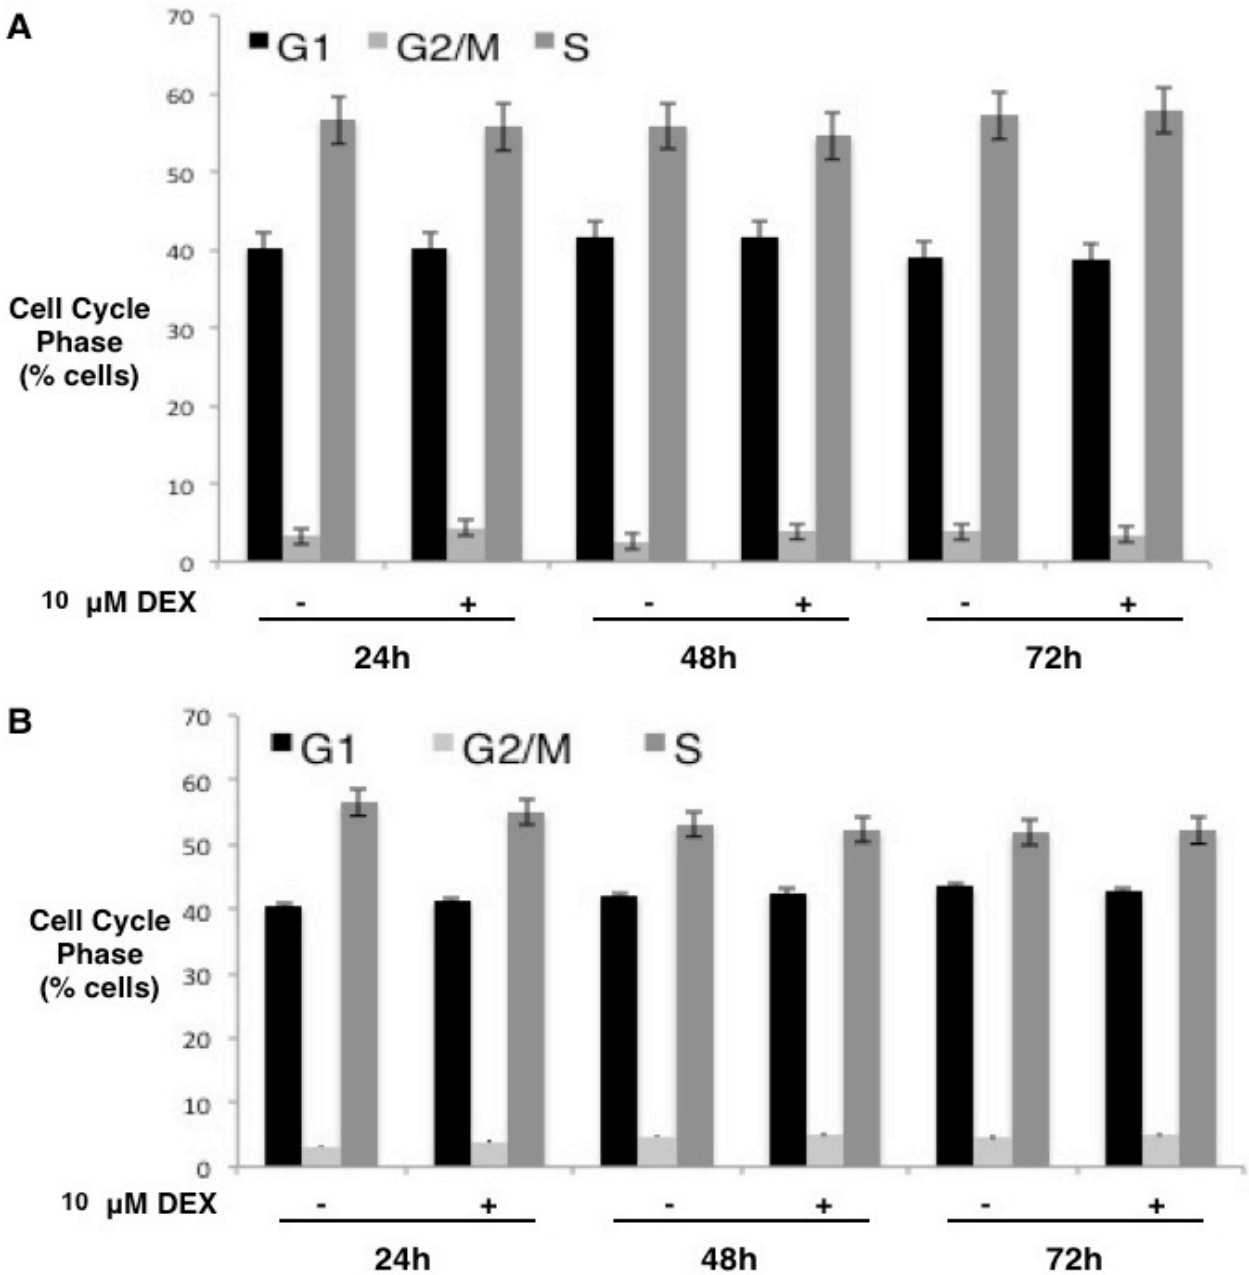 A
70
G1 G2/M S
60
50
40
Cell Cycle
Phase
(% cells)
30
20
10
0
10 μM DEX - + - + - +
24h 48h 72h
B
70
G1 G2/M S
60
50
40
Cell Cycle
Phase
(% cells)
30
20
10
0
10 μM DEX - + - + - +
24h 48h 72h